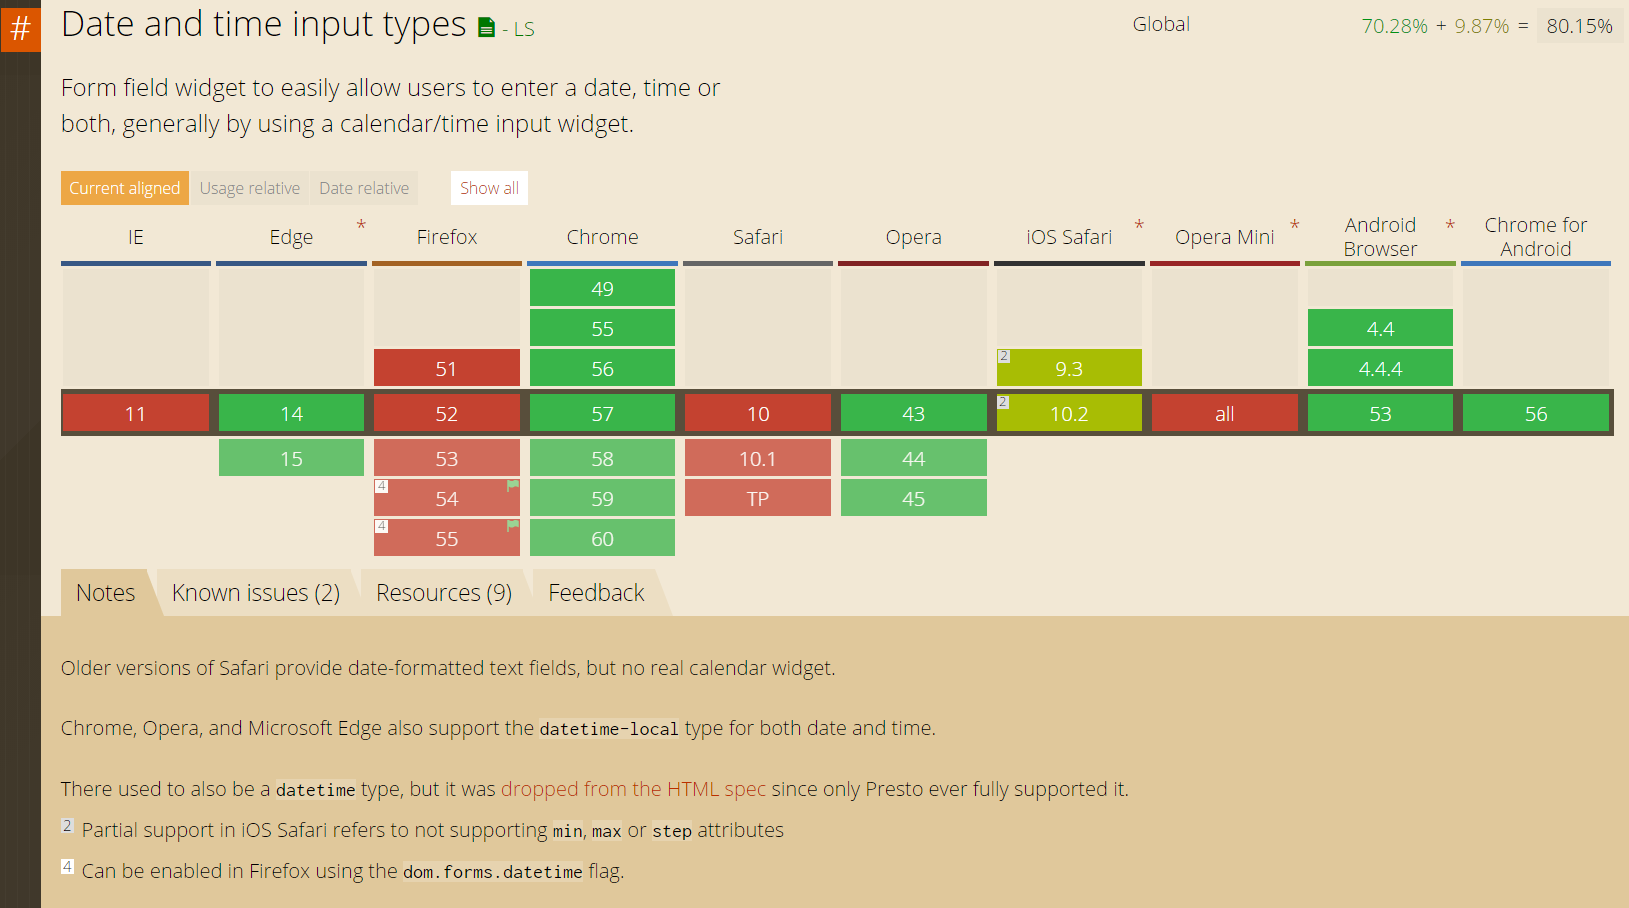 #
Date and time input types - LS
Global
70.28% + 9.87% = 80.15%
Form field widget to easily allow users to enter a date, time or
both, generally by using a calendar/time input widget.
Current aligned Usage relative Date relative Show all
IE Edge * Firefox Chrome Safari Opera iOS Safari * Opera Mini * Android Browser * Chrome for Android
49
55 4.4
51 56 2 9.3 4.4.4
11 14 52 57 10 43 2 10.2 all 53 56
15 53 58 10.1 44
4 54 59 TP 45
4 55 60
Notes Known issues (2) Resources (9) Feedback
Older versions of Safari provide date-formatted text fields, but no real calendar widget.
Chrome, Opera, and Microsoft Edge also support the datetime-local type for both date and time.
There used to also be a datetime type, but it was dropped from the HTML spec since only Presto ever fully supported it.
2 Partial support in iOS Safari refers to not supporting min, max or step attributes
4 Can be enabled in Firefox using the dom.forms.datetime flag.